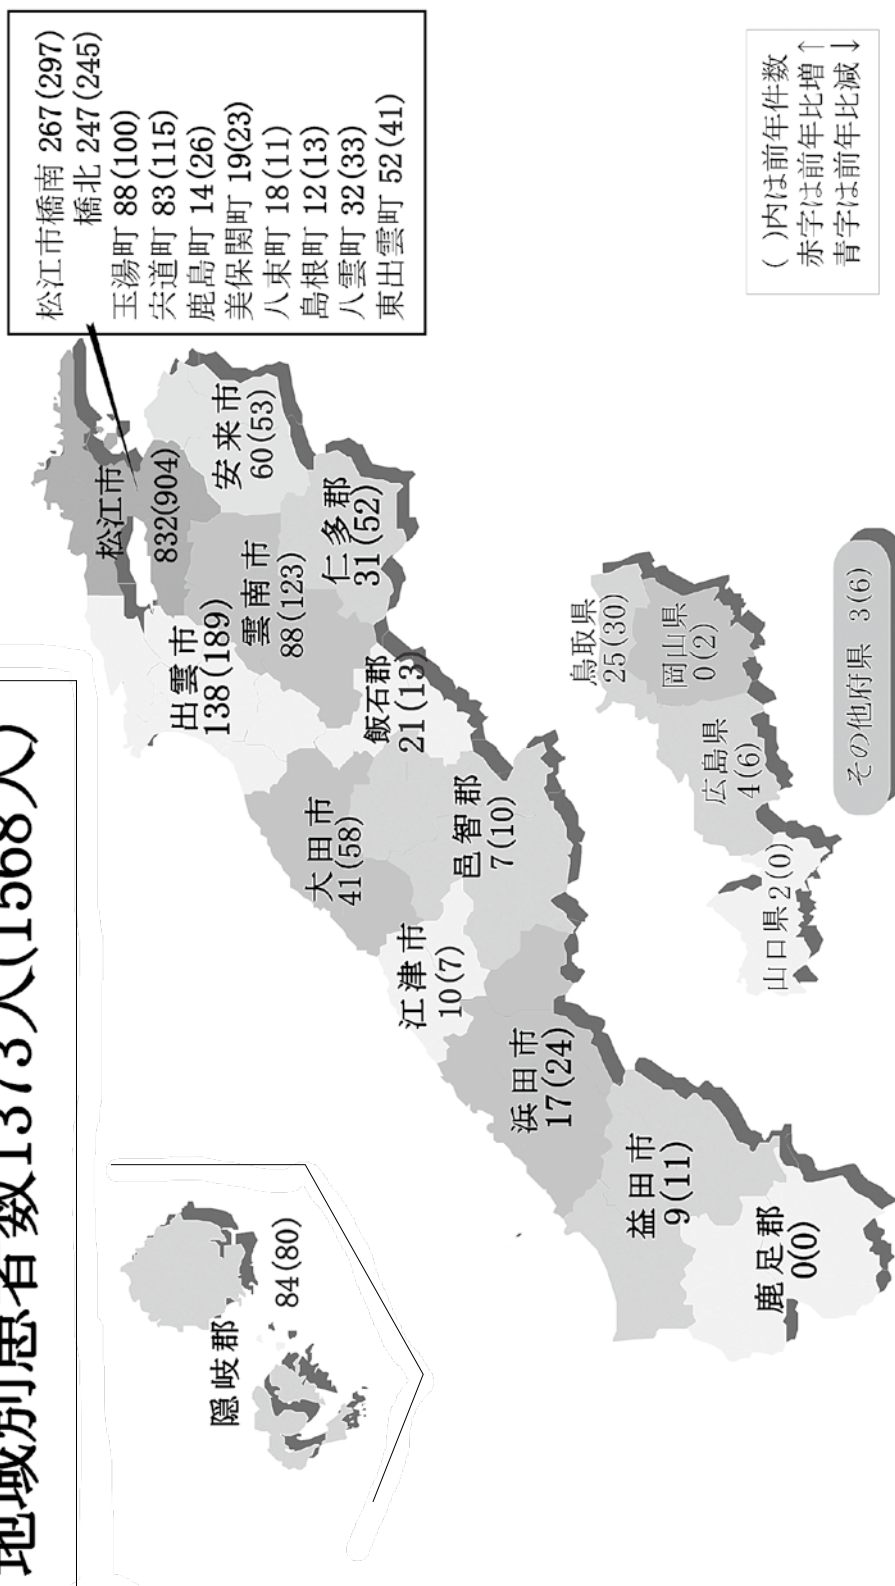 地域別患者数1373人(1568人)
松江市橋南 267(297)
橋北 247(245)
玉湯町 88(100)
宍道町 83(115)
鹿島町 14(26)
美保関町 19(23)
八束町 18(11)
島根町 12(13)
八雲町 32(33)
東出雲町 52(41)
隠岐郡
84(80)
松江市
832(904)
安来市
60(53)
出雲市
138(189)
雲南市
88(123)
仁多郡
31(52)
飯石郡
21(13)
大田市
41(58)
邑智郡
7(10)
江津市
10(7)
浜田市
17(24)
益田市
9(11)
鹿足郡
0(0)
鳥取県
25(30)
岡山県
0(2)
広島県
4(6)
山口県 2(0)
その他府県 3(6)
( )内は前年件数
赤字は前年比増↑
青字は前年比減↓